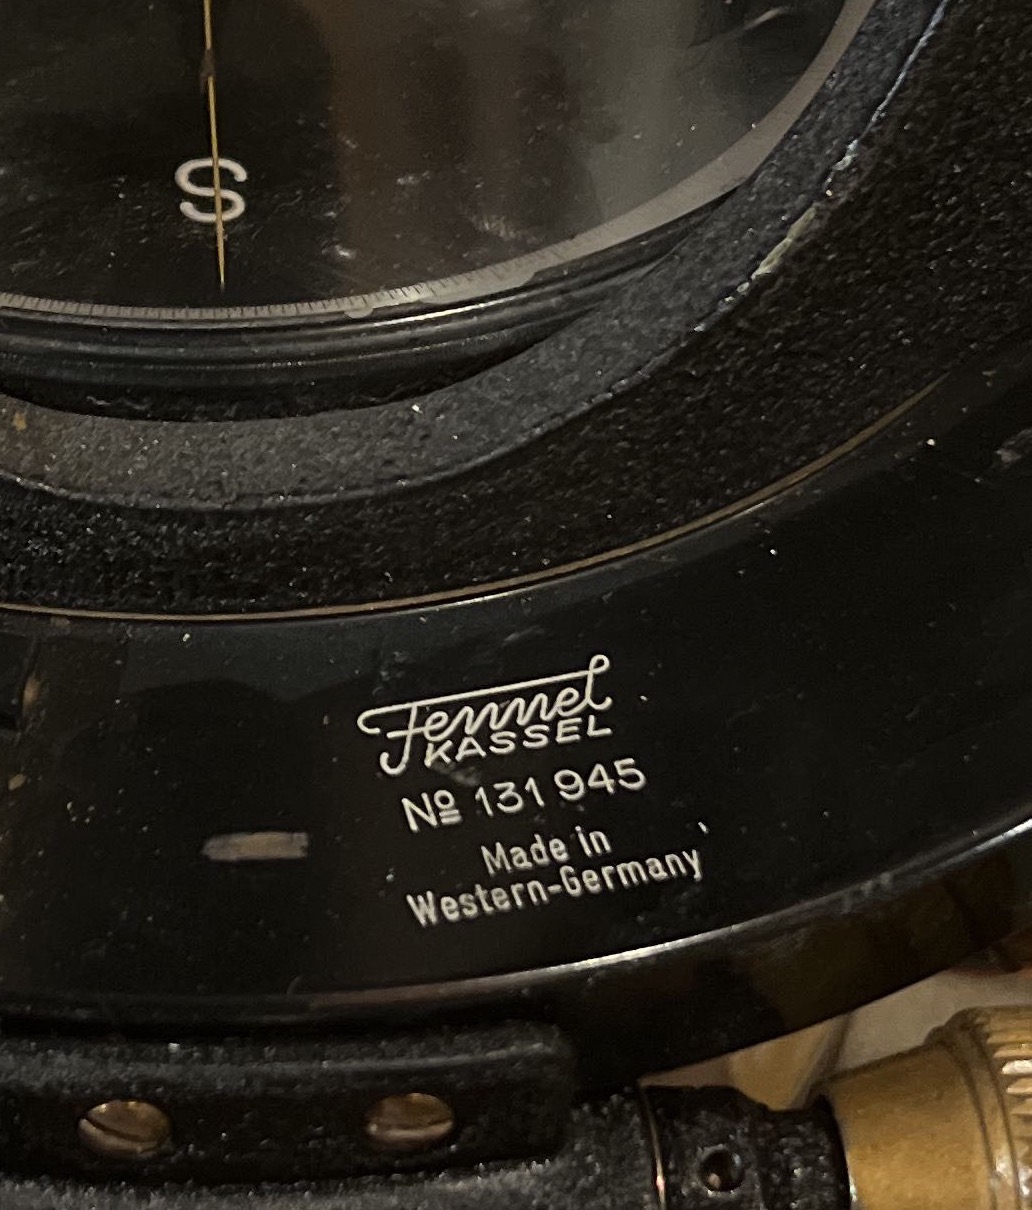 S
Fennel
KASSEL
Nº 131 945
Made in
Western-Germany